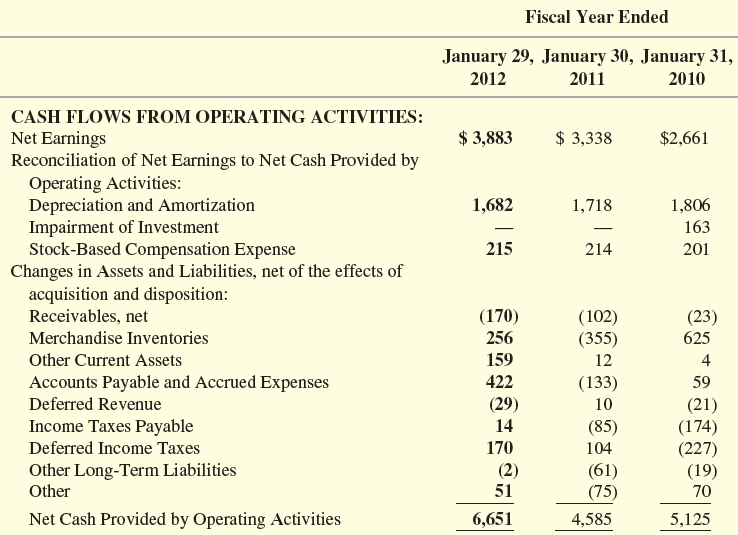 Fiscal Year Ended
January 29, January 30, January 31,
2012 2011 2010
CASH FLOWS FROM OPERATING ACTIVITIES:
Net Earnings $ 3,883 $ 3,338 $2,661
Reconciliation of Net Earnings to Net Cash Provided by
Operating Activities:
Depreciation and Amortization 1,682 1,718 1,806
Impairment of Investment — — 163
Stock-Based Compensation Expense 215 214 201
Changes in Assets and Liabilities, net of the effects of
acquisition and disposition:
Receivables, net (170) (102) (23)
Merchandise Inventories 256 (355) 625
Other Current Assets 159 12 4
Accounts Payable and Accrued Expenses 422 (133) 59
Deferred Revenue (29) 10 (21)
Income Taxes Payable 14 (85) (174)
Deferred Income Taxes 170 104 (227)
Other Long-Term Liabilities (2) (61) (19)
Other 51 (75) 70
Net Cash Provided by Operating Activities 6,651 4,585 5,125